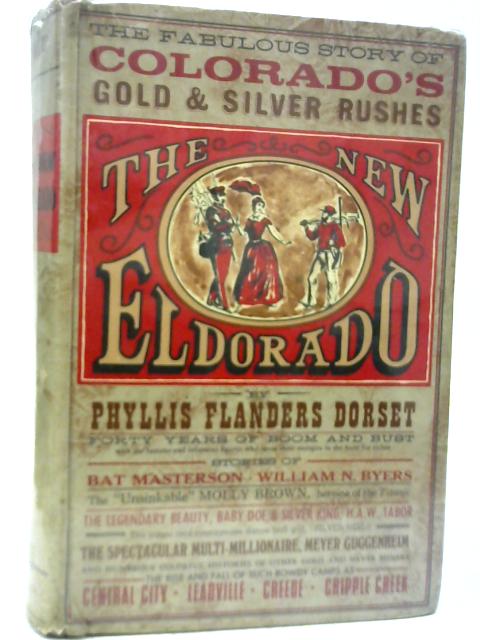 THE FABULOUS STORY OF
COLORADO'S
GOLD & SILVER RUSHES
THE NEW
ELDORADO
BY
PHYLLIS FLANDERS DORSET
FORTY YEARS OF BOOM AND BUST
STORIES OF
BAT MASTERSON · WILLIAM N. BYERS
The "Unsinkable" MOLLY BROWN, heroine of the Titanic
THE LEGENDARY BEAUTY, BABY DOE & SILVER KING H.A.W. TABOR
THE SPECTACULAR MULTI-MILLIONAIRE, MEYER GUGGENHEIM
THE RISE AND FALL OF SUCH ROWDY CAMPS AS
CENTRAL CITY · LEADVILLE · CREEDE · CRIPPLE CREEK